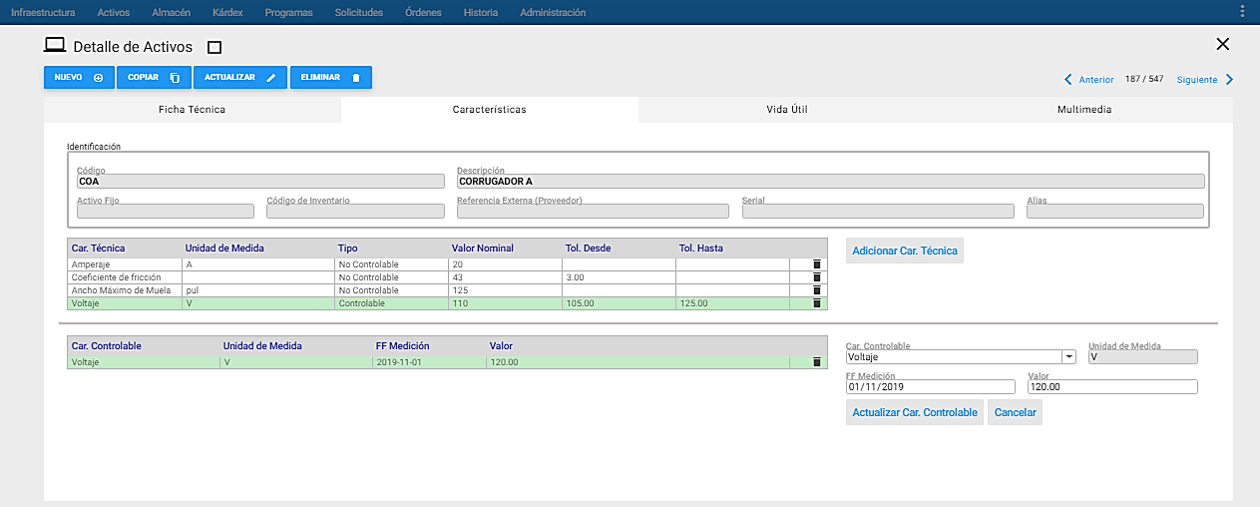 Infraestructura Activos Almacén Kárdex Programas Solicitudes Órdenes Historia Administración
Detalle de Activos
NUEVO COPIAR ACTUALIZAR ELIMINAR
Anterior 187 / 547 Siguiente
Ficha Técnica Características Vida Útil Multimedia
Identificación
Código Descripción
COA CORRUGADOR A
Activo Fijo Código de Inventario Referencia Externa (Proveedor) Serial Alias
Car. Técnica Unidad de Medida Tipo Valor Nominal Tol. Desde Tol. Hasta
Adicionar Car. Técnica
Amperaje A No Controlable 20
Coeficiente de fricción No Controlable 43 3.00
Ancho Máximo de Muela pul No Controlable 125
Voltaje V Controlable 110 105.00 125.00
Car. Controlable Unidad de Medida FF Medición Valor
Voltaje V 2019-11-01 120.00
Car. Controlable Unidad de Medida
Voltaje V
FF Medición Valor
01/11/2019 120.00
Actualizar Car. Controlable Cancelar